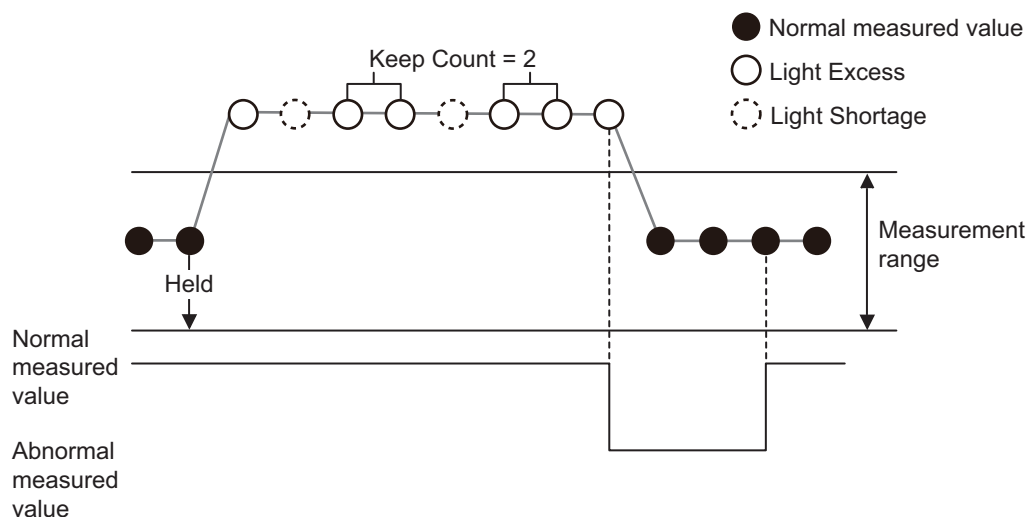 Normal measured value
Keep Count = 2
Light Excess
Light Shortage
Measurement
range
Held
Normal
measured
value
Abnormal
measured
value